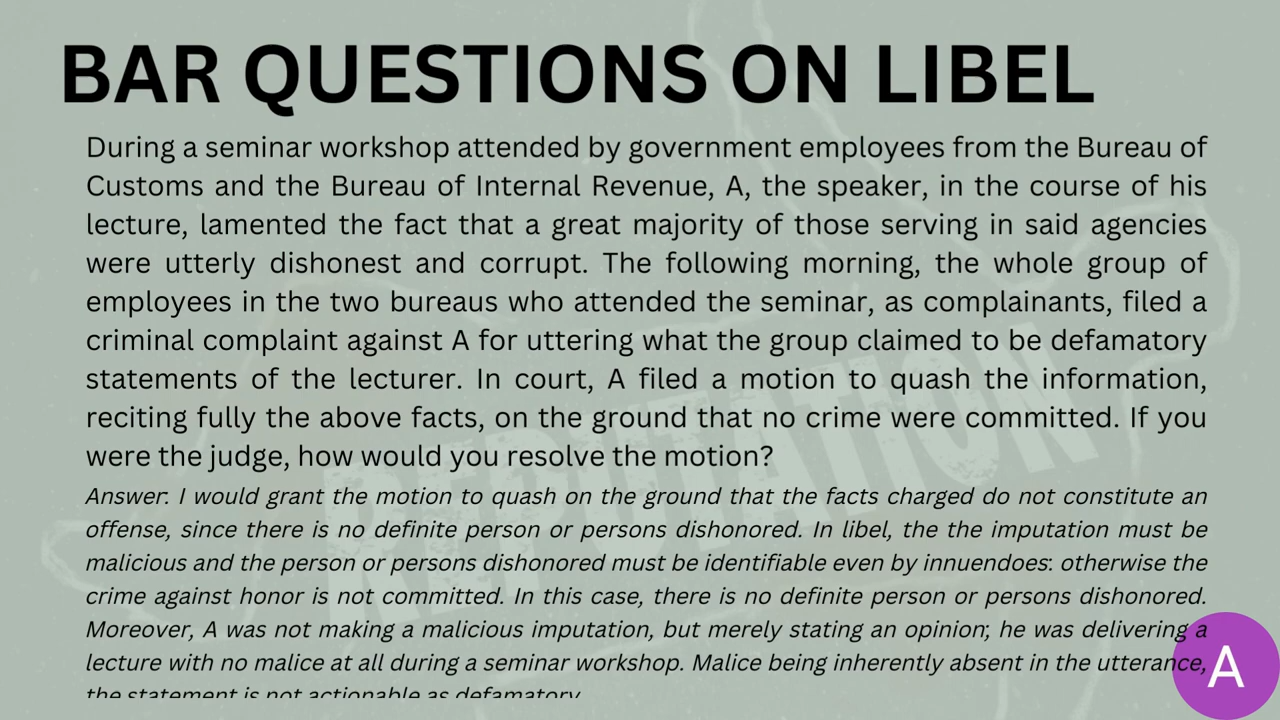 BAR QUESTIONS ON LIBEL
During a seminar workshop attended by government employees from the Bureau of
Customs and the Bureau of Internal Revenue, A, the speaker, in the course of his
lecture, lamented the fact that a great majority of those serving in said agencies
were utterly dishonest and corrupt. The following morning, the whole group of
employees in the two bureaus who attended the seminar, as complainants, filed a
criminal complaint against A for uttering what the group claimed to be defamatory
statements of the lecturer. In court, A filed a motion to quash the information,
reciting fully the above facts, on the ground that no crime were committed. If you
were the judge, how would you resolve the motion?
Answer: I would grant the motion to quash on the ground that the facts charged do not constitute an
offense, since there is no definite person or persons dishonored. In libel, the the imputation must be
malicious and the person or persons dishonored must be identifiable even by innuendoes: otherwise the
crime against honor is not committed. In this case, there is no definite person or persons dishonored.
Moreover, A was not making a malicious imputation, but merely stating an opinion; he was delivering a
lecture with no malice at all during a seminar workshop. Malice being inherently absent in the utterance,
the statement is not actionable as defamatory.
REPUTATION
A